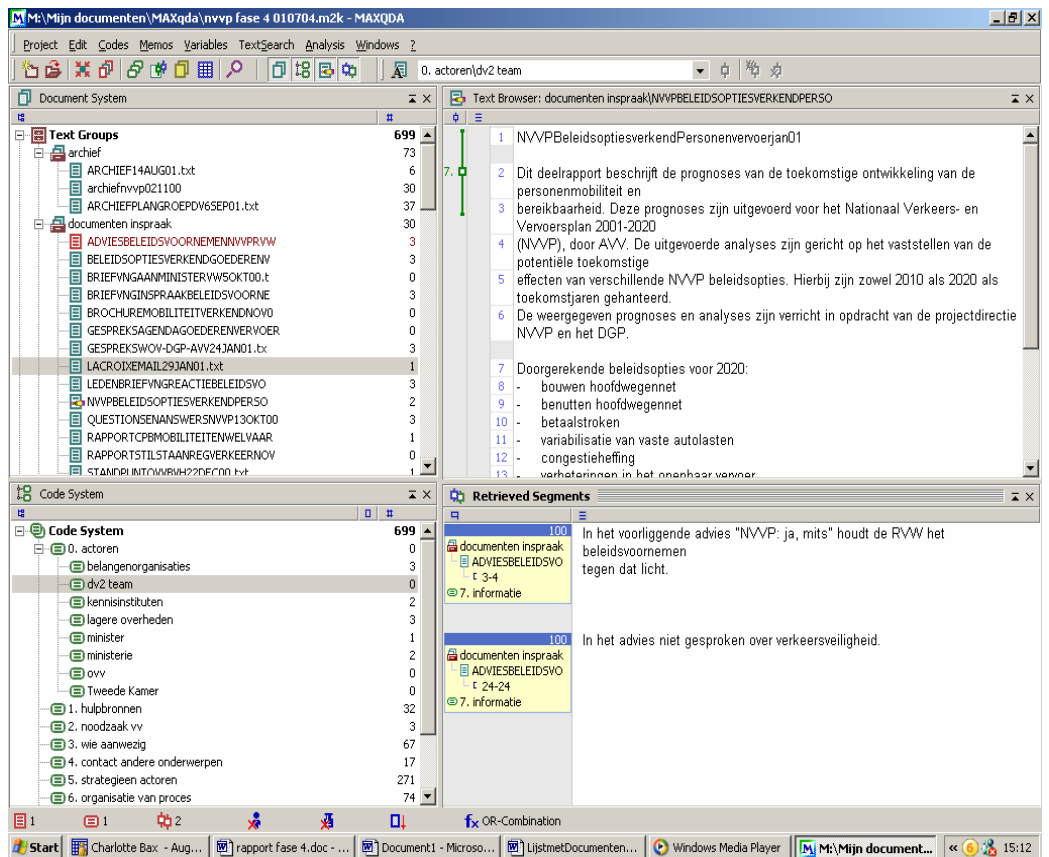 M:\Mijn documenten\MAXqda\nvvp fase 4 010704.m2k - MAXQDA
Project Edit Codes Memos Variables TextSearch Analysis Windows ?
0. actoren\dv2 team
Document System
Text Groups 699
archief 73
ARCHIEF14AUG01.txt 6
archiefnvvp021100 30
ARCHIEFPLANGROEPDV6SEP01.txt 37
documenten inspraak 30
ADVIESBELEIDSVOORNEMENNVVPRVW 3
BELEIDSOPTIESVERKENDGOEDERENV 3
BRIEFVNGAANMINISTERVW5OKT00.t 0
BRIEFVNGINSPRAAKBELEIDSVOORNE 3
BROCHUREMOBILITEITVERKENDNOV0 0
GESPREKSAGENDAGOEDERENVERVOER 0
GESPREKSWOV-DGP-AVV24JAN01.tx 3
LACROIXEMAIL29JAN01.txt 1
LEDENBRIEFVNGREACTIEBELEIDSVO 3
NVVPBELEIDSOPTIESVERKENDPERSO 2
QUESTIONSENANSWERSNVVP13OKT00 3
RAPPORTCPBMOBILITEITENWELVAAR 1
RAPPORTSTILSTAANREGVERKEERNOV 0
STANDPUNTOVVBVH22DEC00.txt 1
Text Browser: documenten inspraak\NVVPBELEIDSOPTIESVERKENDPERSO
1 NVVPBeleidsoptiesverkendPersonenvervoerjan01
7.
2 Dit deelrapport beschrijft de prognoses van de toekomstige ontwikkeling van de
personenmobiliteit en
3 bereikbaarheid. Deze prognoses zijn uitgevoerd voor het Nationaal Verkeers- en
Vervoersplan 2001-2020
4 (NVVP), door AVV. De uitgevoerde analyses zijn gericht op het vaststellen van de
potentiële toekomstige
5 effecten van verschillende NVVP beleidsopties. Hierbij zijn zowel 2010 als 2020 als
toekomstjaren gehanteerd.
6 De weergegeven prognoses en analyses zijn verricht in opdracht van de projectdirectie
NVVP en het DGP.
7 Doorgerekende beleidsopties voor 2020:
8 - bouwen hoofdwegennet
9 - benutten hoofdwegennet
10 - betaalstroken
11 - variabilisatie van vaste autolasten
12 - congestieheffing
13 - verbeteringen in het openbaar vervoer
Code System
Code System 699
0. actoren 0
belangenorganisaties 3
dv2 team 0
kennisinstituten 2
lagere overheden 3
minister 1
ministerie 2
ovv 0
Tweede Kamer 0
1. hulpbronnen 32
2. noodzaak vv 3
3. wie aanwezig 67
4. contact andere onderwerpen 17
5. strategieen actoren 271
6. organisatie van proces 74
Retrieved Segments
100
documenten inspraak
ADVIESBELEIDSVO
3-4
7. informatie
In het voorliggende advies "NVVP: ja, mits" houdt de RVW het
beleidsvoornemen
tegen dat licht.
100
documenten inspraak
ADVIESBELEIDSVO
24-24
7. informatie
In het advies niet gesproken over verkeersveiligheid.
1 1 2 fx OR-Combination
Start Charlotte Bax - Aug... rapport fase 4.doc - ... Document1 - Microso... LijstmetDocumenten... Windows Media Player M:\Mijn document... « 6 15:12